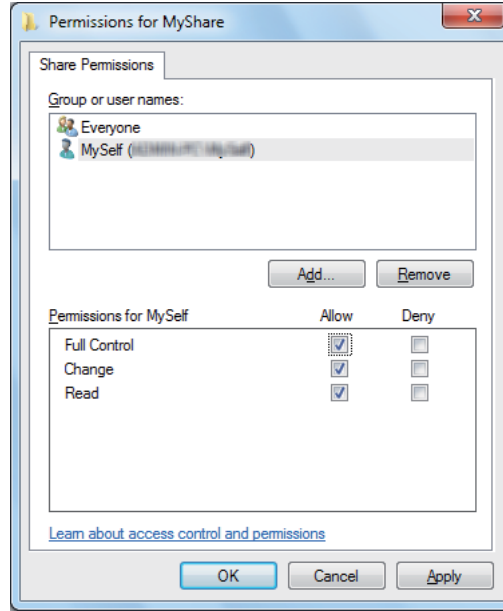 Permissions for MyShare
Share Permissions
Group or user names:
Everyone
MySelf ( )
Add... Remove
Permissions for MySelf Allow Deny
Full Control
Change
Read
Learn about access control and permissions
OK Cancel Apply